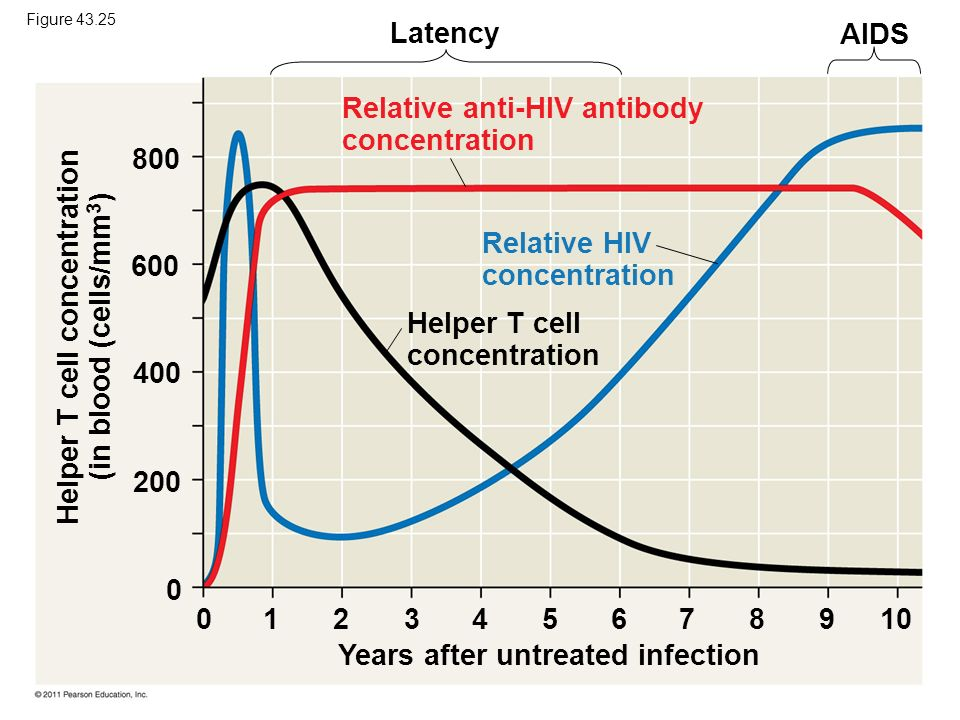 Figure 43.25
Latency
AIDS
Relative anti-HIV antibody
concentration
Relative HIV
concentration
Helper T cell
concentration
Helper T cell concentration
(in blood (cells/mm³)
800
600
400
200
0
0 1 2 3 4 5 6 7 8 9 10
Years after untreated infection
© 2011 Pearson Education, Inc.